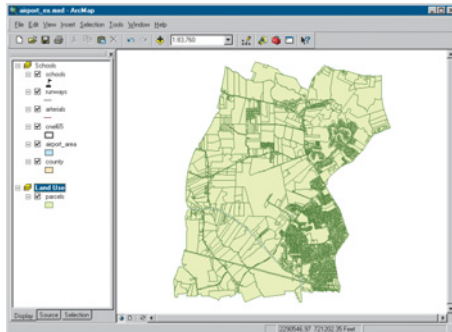 airport_ex.mxd - ArcMap
File Edit View Insert Selection Tools Window Help
1:83,760
Schools
schools
runways
arterials
cnel65
airport_area
county
Land Use
parcels
Display Source Selection
2290546.97 721202.35 Feet